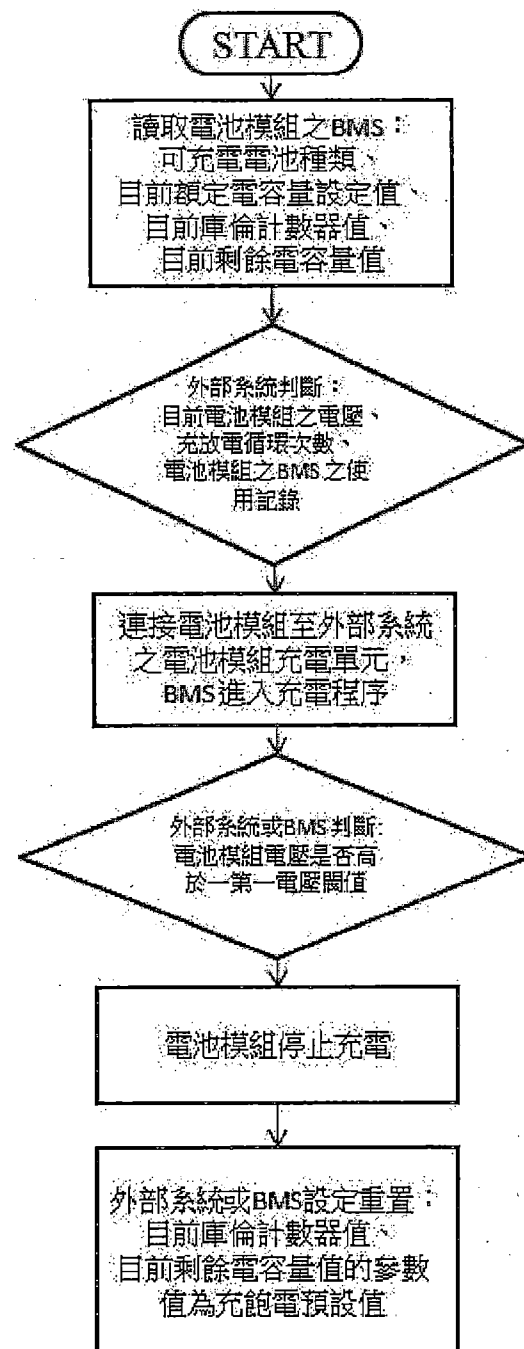 START
讀取電池模組之BMS：
可充電電池種類、
目前額定電容量設定值、
目前庫倫計數器值、
目前剩餘電容量值
外部系統判斷：
目前電池模組之電壓、
充放電循環次數、
電池模組之BMS之使
用記錄
連接電池模組至外部系統
之電池模組充電單元，
BMS進入充電程序
外部系統或BMS判斷:
電池模組電壓是否高
於一第一電壓閥值
電池模組停止充電
外部系統或BMS設定重置：
目前庫倫計數器值、
目前剩餘電容量值的參數
值為充飽電預設值